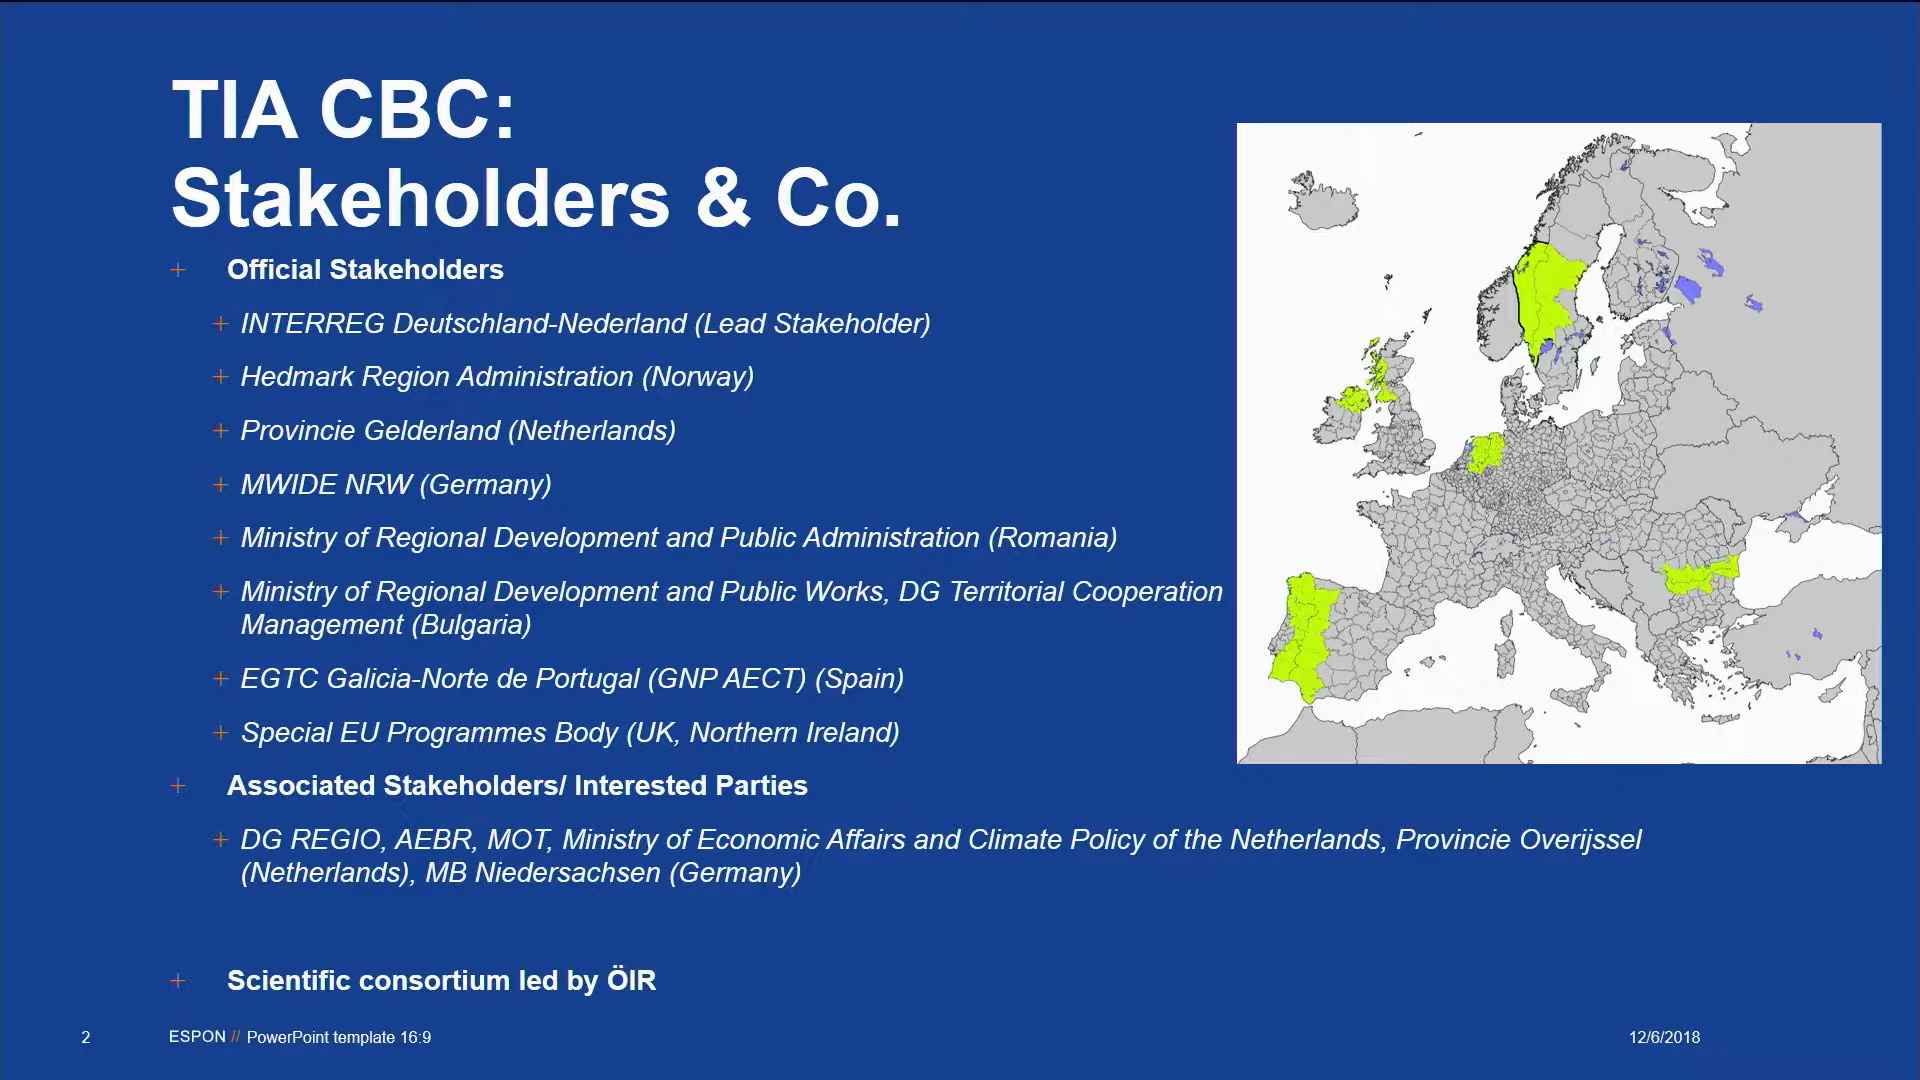 TIA CBC:
Stakeholders & Co.
+ Official Stakeholders
+ INTERREG Deutschland-Nederland (Lead Stakeholder)
+ Hedmark Region Administration (Norway)
+ Provincie Gelderland (Netherlands)
+ MWIDE NRW (Germany)
+ Ministry of Regional Development and Public Administration (Romania)
+ Ministry of Regional Development and Public Works, DG Territorial Cooperation
Management (Bulgaria)
+ EGTC Galicia-Norte de Portugal (GNP AECT) (Spain)
+ Special EU Programmes Body (UK, Northern Ireland)
+ Associated Stakeholders/ Interested Parties
+ DG REGIO, AEBR, MOT, Ministry of Economic Affairs and Climate Policy of the Netherlands, Provincie Overijssel
(Netherlands), MB Niedersachsen (Germany)
+ Scientific consortium led by ÖIR
2 ESPON // PowerPoint template 16:9 12/6/2018